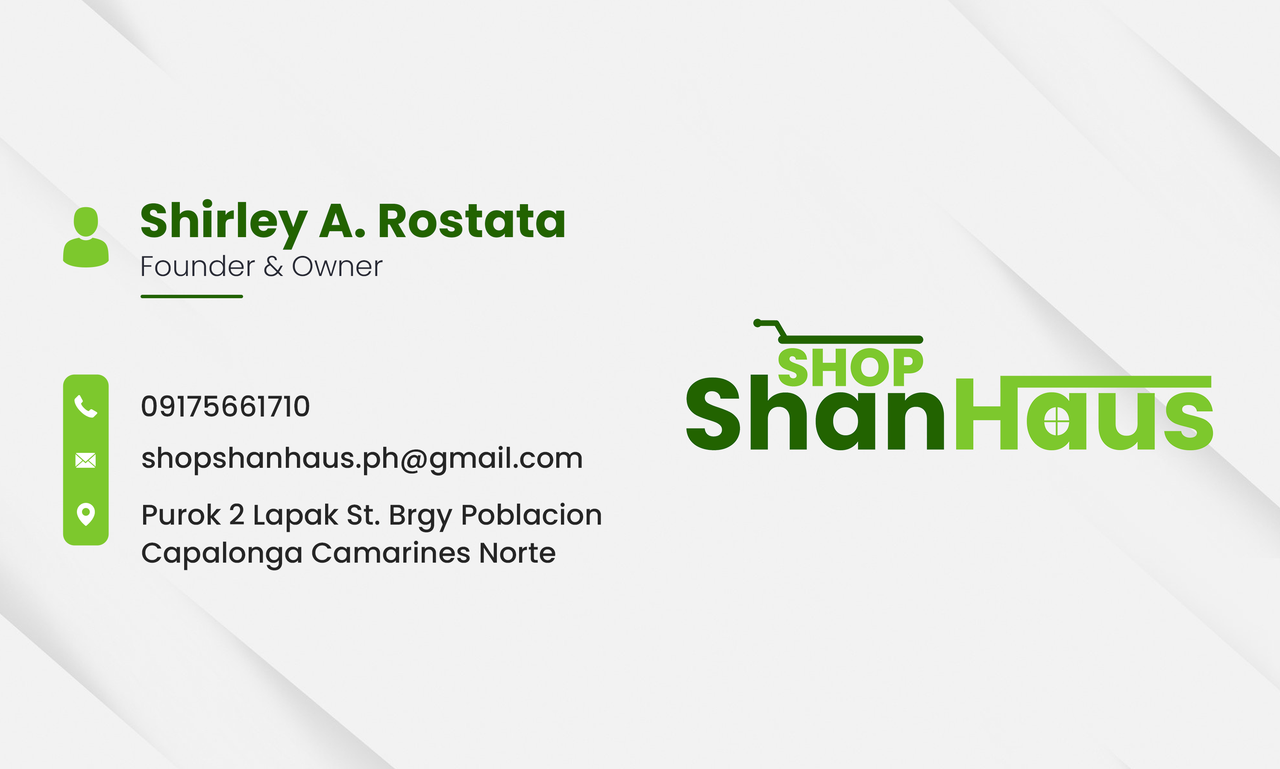 Shirley A. Rostata
Founder & Owner
09175661710
shopshanhaus.ph@gmail.com
Purok 2 Lapak St. Brgy Poblacion
Capalonga Camarines Norte
SHOP
ShanHaus